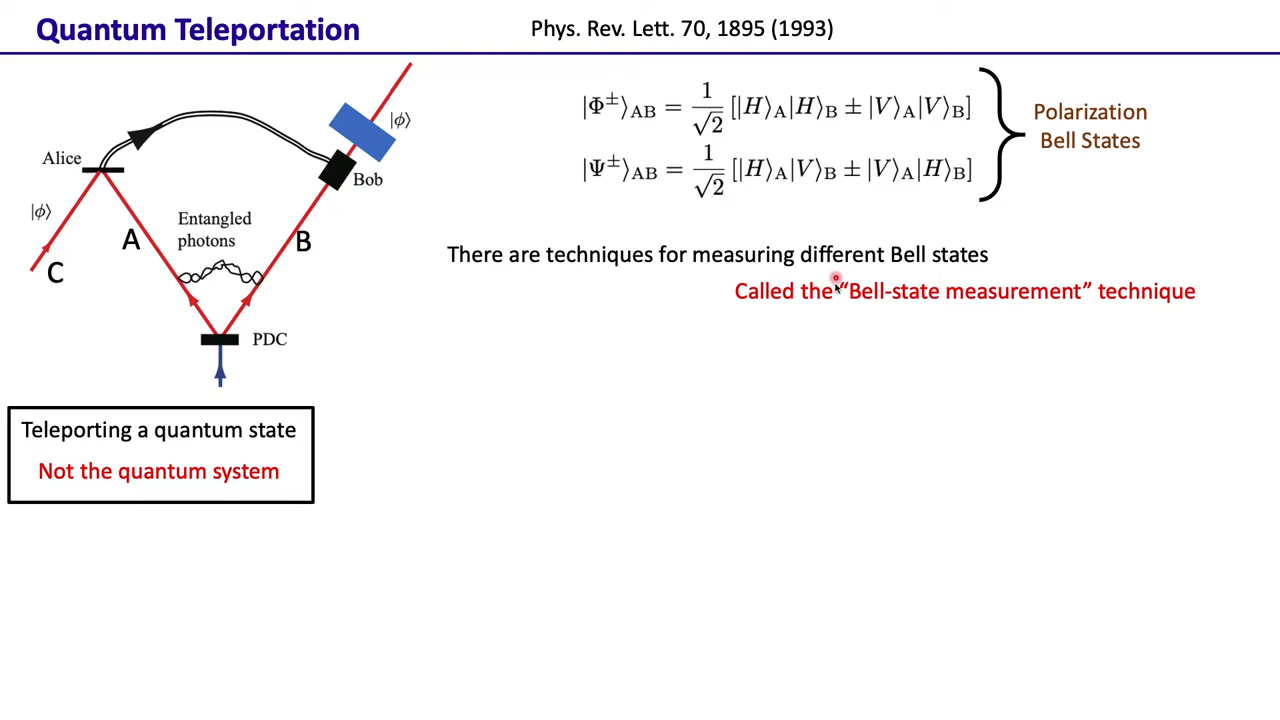 Quantum Teleportation
Phys. Rev. Lett. 70, 1895 (1993)
|Φ±⟩AB = 1/√2 [|H⟩A|H⟩B ± |V⟩A|V⟩B]
|Ψ±⟩AB = 1/√2 [|H⟩A|V⟩B ± |V⟩A|H⟩B]
Polarization
Bell States
|ϕ⟩
Alice
Bob
|ϕ⟩
Entangled
photons
A
B
C
PDC
There are techniques for measuring different Bell states
Called the “Bell-state measurement” technique
Teleporting a quantum state
Not the quantum system